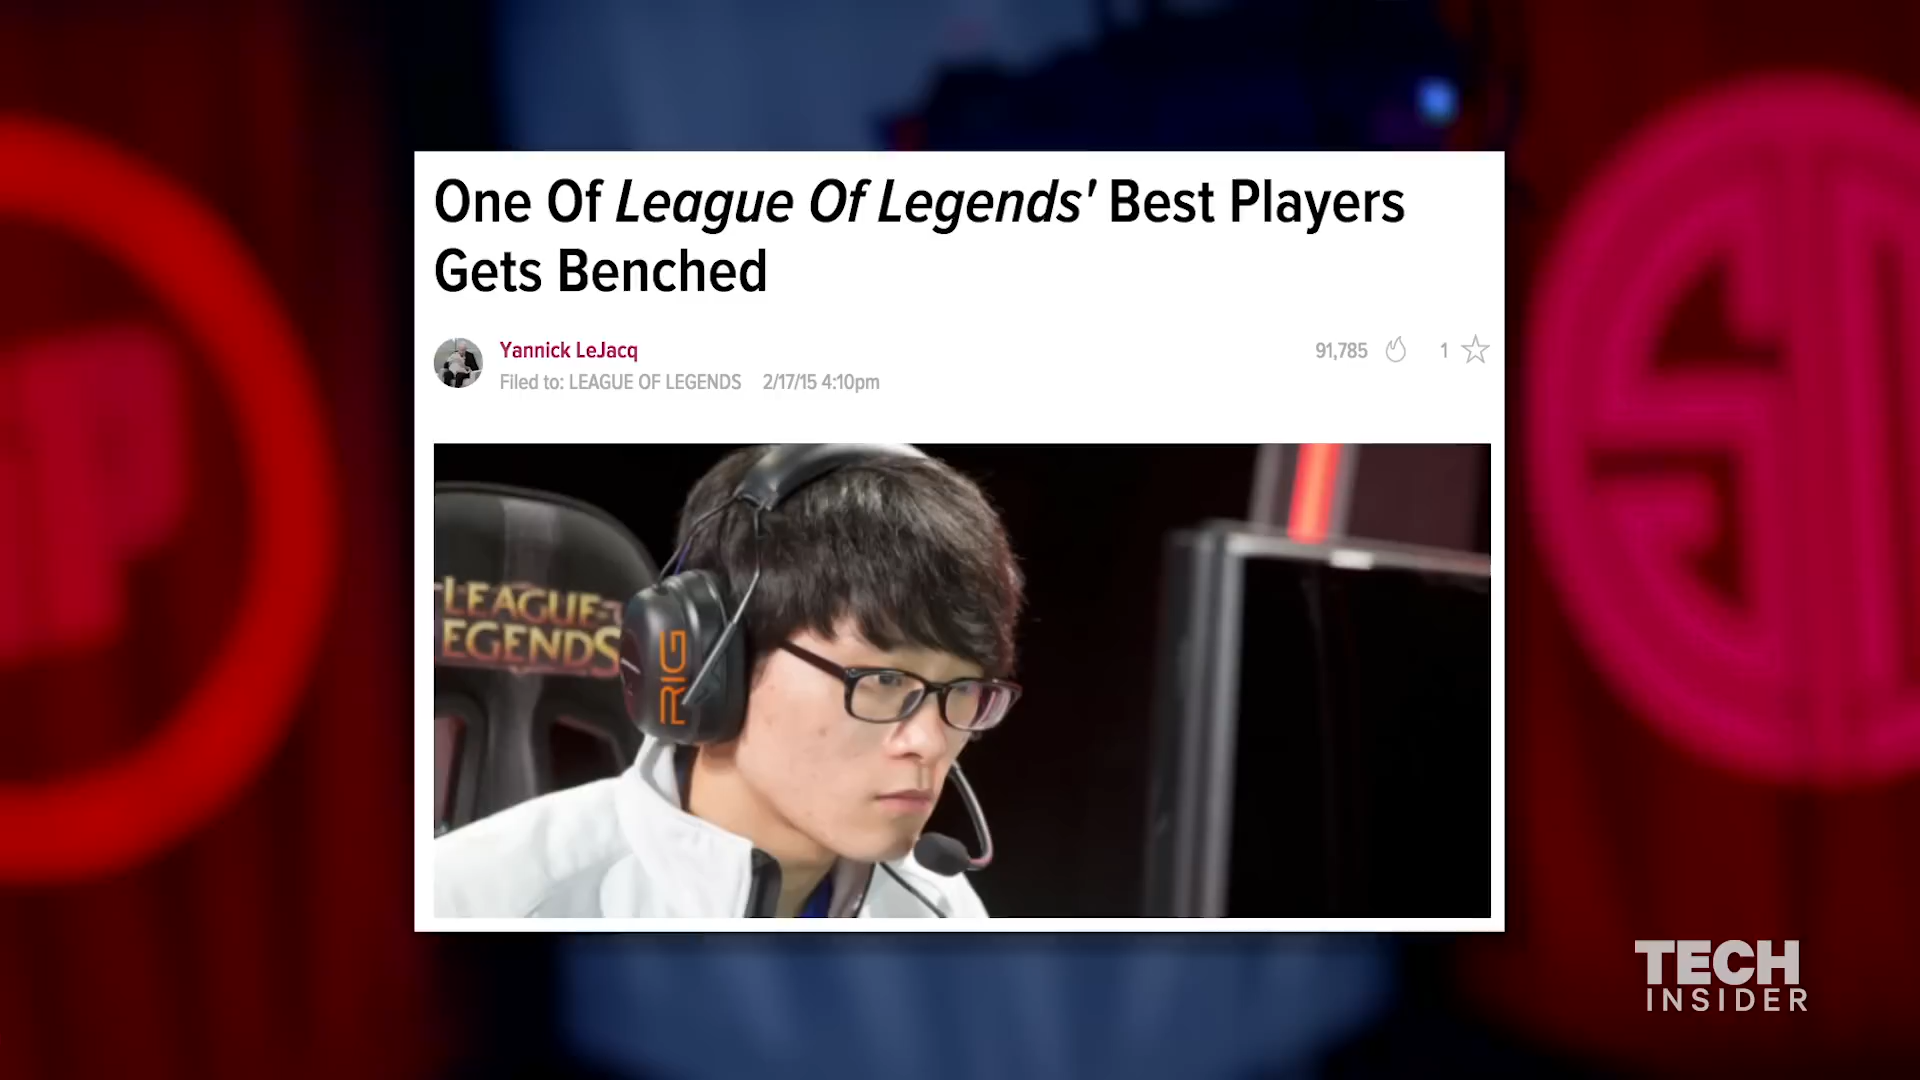 One Of League Of Legends' Best Players
Gets Benched
Yannick LeJacq
91,785
1
Filed to: LEAGUE OF LEGENDS 2/17/15 4:10pm
LEAGUE
EGENDS
RIG
TECH
INSIDER